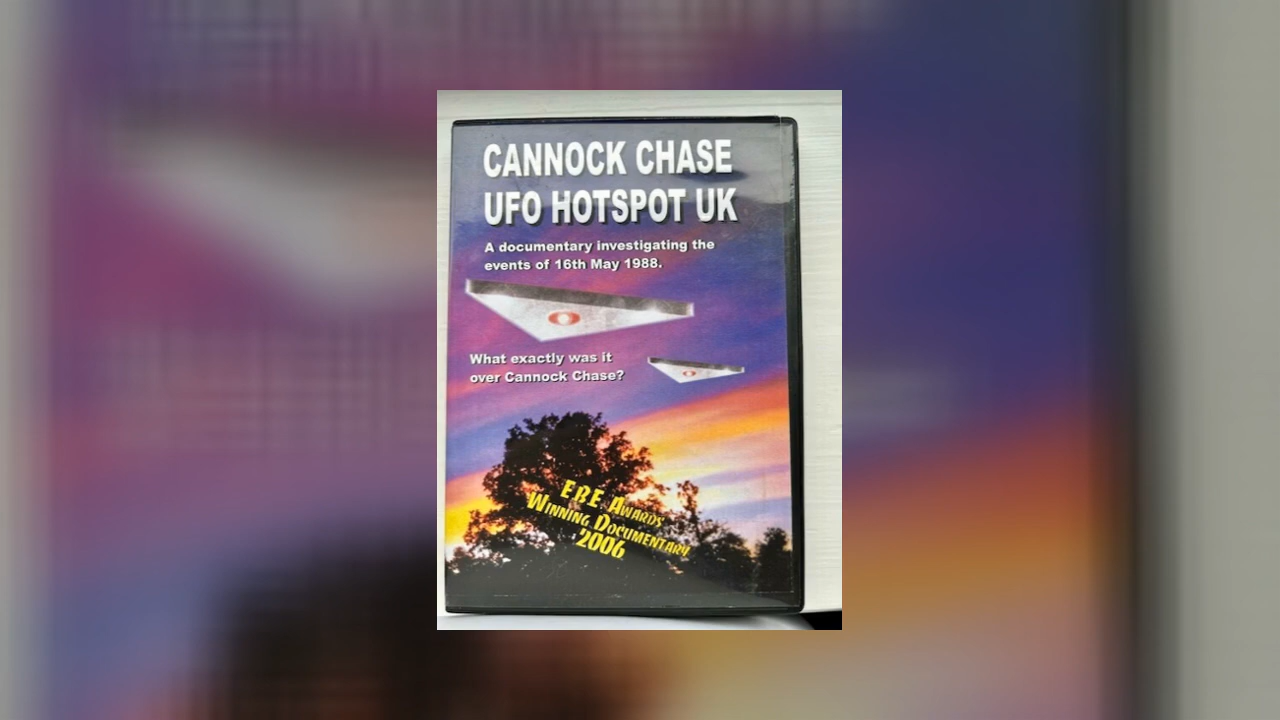 CANNOCK CHASE
UFO HOTSPOT UK
A documentary investigating the
events of 16th May 1988.
What exactly was it
over Cannock Chase?
EBE AWARDS
WINNING DOCUMENTARY
2006